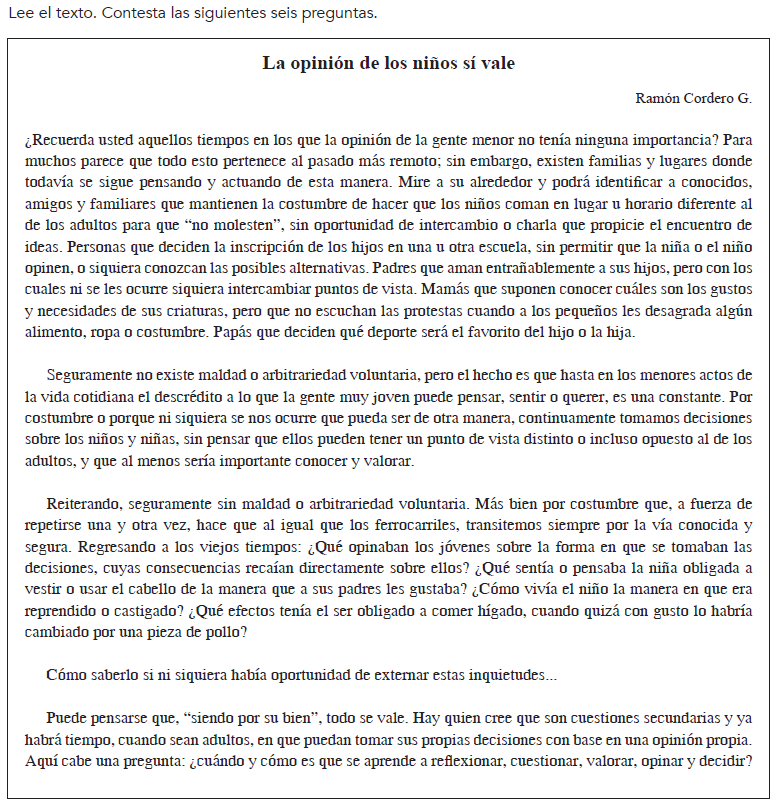 Lee el texto. Contesta las siguientes seis preguntas.
La opinión de los niños sí vale
Ramón Cordero G.
¿Recuerda usted aquellos tiempos en los que la opinión de la gente menor no tenía ninguna importancia? Para
muchos parece que todo esto pertenece al pasado más remoto; sin embargo, existen familias y lugares donde
todavía se sigue pensando y actuando de esta manera. Mire a su alrededor y podrá identificar a conocidos,
amigos y familiares que mantienen la costumbre de hacer que los niños coman en lugar u horario diferente al
de los adultos para que “no molesten”, sin oportunidad de intercambio o charla que propicie el encuentro de
ideas. Personas que deciden la inscripción de los hijos en una u otra escuela, sin permitir que la niña o el niño
opinen, o siquiera conozcan las posibles alternativas. Padres que aman entrañablemente a sus hijos, pero con los
cuales ni se les ocurre siquiera intercambiar puntos de vista. Mamás que suponen conocer cuáles son los gustos
y necesidades de sus criaturas, pero que no escuchan las protestas cuando a los pequeños les desagrada algún
alimento, ropa o costumbre. Papás que deciden qué deporte será el favorito del hijo o la hija.
Seguramente no existe maldad o arbitrariedad voluntaria, pero el hecho es que hasta en los menores actos de
la vida cotidiana el descrédito a lo que la gente muy joven puede pensar, sentir o querer, es una constante. Por
costumbre o porque ni siquiera se nos ocurre que pueda ser de otra manera, continuamente tomamos decisiones
sobre los niños y niñas, sin pensar que ellos pueden tener un punto de vista distinto o incluso opuesto al de los
adultos, y que al menos sería importante conocer y valorar.
Reiterando, seguramente sin maldad o arbitrariedad voluntaria. Más bien por costumbre que, a fuerza de
repetirse una y otra vez, hace que al igual que los ferrocarriles, transitemos siempre por la vía conocida y
segura. Regresando a los viejos tiempos: ¿Qué opinaban los jóvenes sobre la forma en que se tomaban las
decisiones, cuyas consecuencias recaían directamente sobre ellos? ¿Qué sentía o pensaba la niña obligada a
vestir o usar el cabello de la manera que a sus padres les gustaba? ¿Cómo vivía el niño la manera en que era
reprendido o castigado? ¿Qué efectos tenía el ser obligado a comer hígado, cuando quizá con gusto lo habría
cambiado por una pieza de pollo?
Cómo saberlo si ni siquiera había oportunidad de externar estas inquietudes...
Puede pensarse que, “siendo por su bien”, todo se vale. Hay quien cree que son cuestiones secundarias y ya
habrá tiempo, cuando sean adultos, en que puedan tomar sus propias decisiones con base en una opinión propia.
Aquí cabe una pregunta: ¿cuándo y cómo es que se aprende a reflexionar, cuestionar, valorar, opinar y decidir?